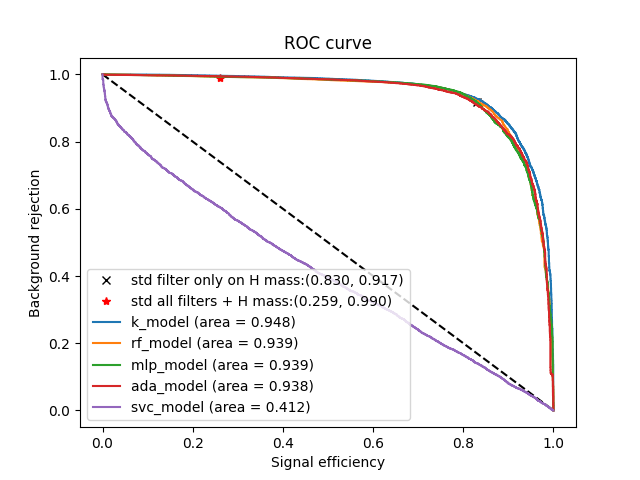 ROC curve
Background rejection
1.0
0.8
0.6
0.4
0.2
0.0
std filter only on H mass:(0.830, 0.917)
std all filters + H mass:(0.259, 0.990)
k_model (area = 0.948)
rf_model (area = 0.939)
mlp_model (area = 0.939)
ada_model (area = 0.938)
svc_model (area = 0.412)
0.0 0.2 0.4 0.6 0.8 1.0
Signal efficiency